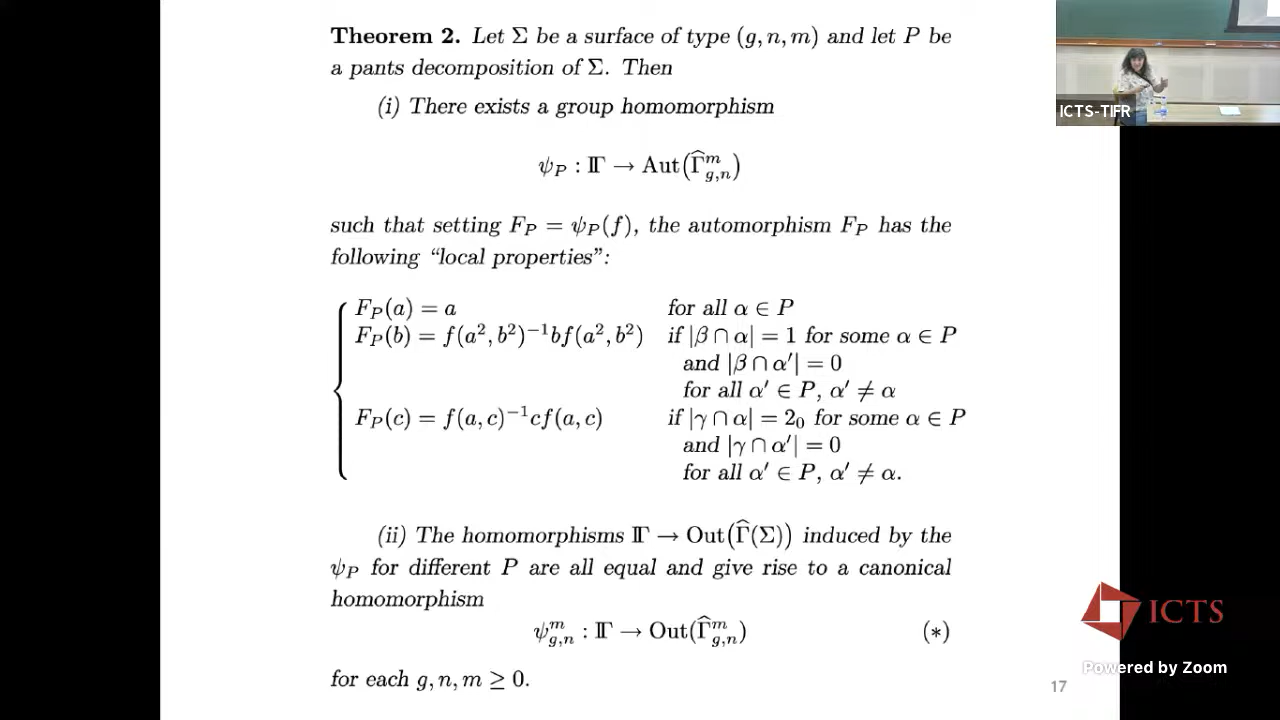 Theorem 2. Let Σ be a surface of type (g, n, m) and let P be
a pants decomposition of Σ. Then
(i) There exists a group homomorphism
ψ_P : 𝕀Γ → Aut(Γ̂^m_{g,n})
such that setting F_P = ψ_P(f), the automorphism F_P has the
following “local properties”:
F_P(a) = a for all α ∈ P
F_P(b) = f(a², b²)⁻¹bf(a², b²) if |β ∩ α| = 1 for some α ∈ P
and |β ∩ α′| = 0
for all α′ ∈ P, α′ ≠ α
F_P(c) = f(a, c)⁻¹cf(a, c) if |γ ∩ α| = 2₀ for some α ∈ P
and |γ ∩ α′| = 0
for all α′ ∈ P, α′ ≠ α.
(ii) The homomorphisms 𝕀Γ → Out(Γ̂(Σ)) induced by the
ψ_P for different P are all equal and give rise to a canonical
homomorphism
ψ^m_{g,n} : 𝕀Γ → Out(Γ̂^m_{g,n}) (∗)
for each g, n, m ≥ 0.
17
ICTS-TIFR
ICTS
Powered by Zoom